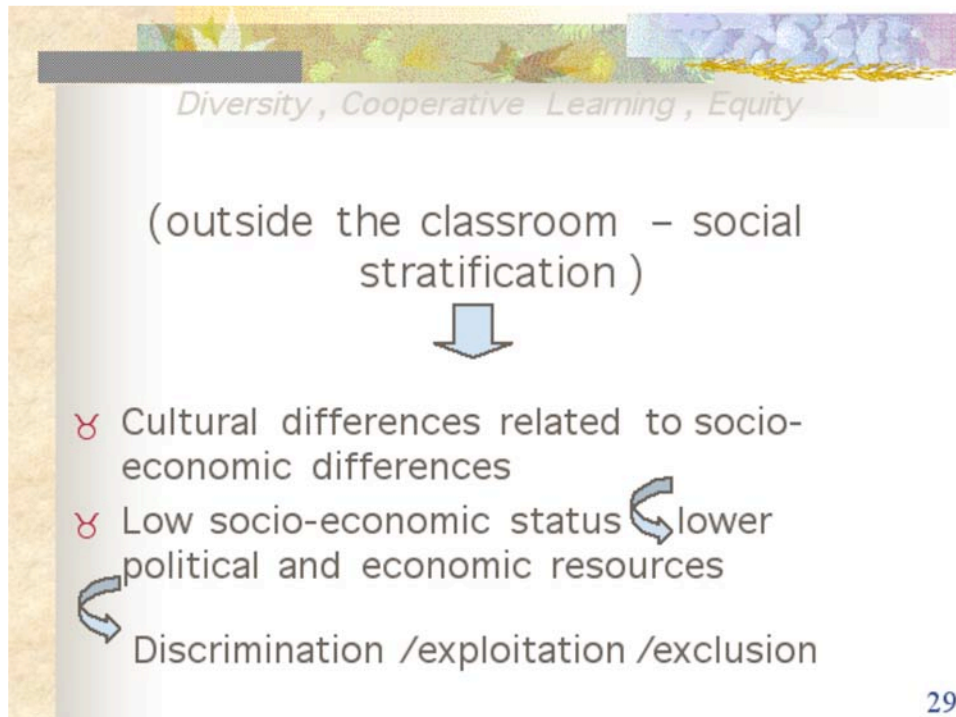 Diversity, Cooperative Learning, Equity
(outside the classroom – social
stratification)
Cultural differences related to socio-
economic differences
Low socio-economic status lower
political and economic resources
Discrimination /exploitation /exclusion
29